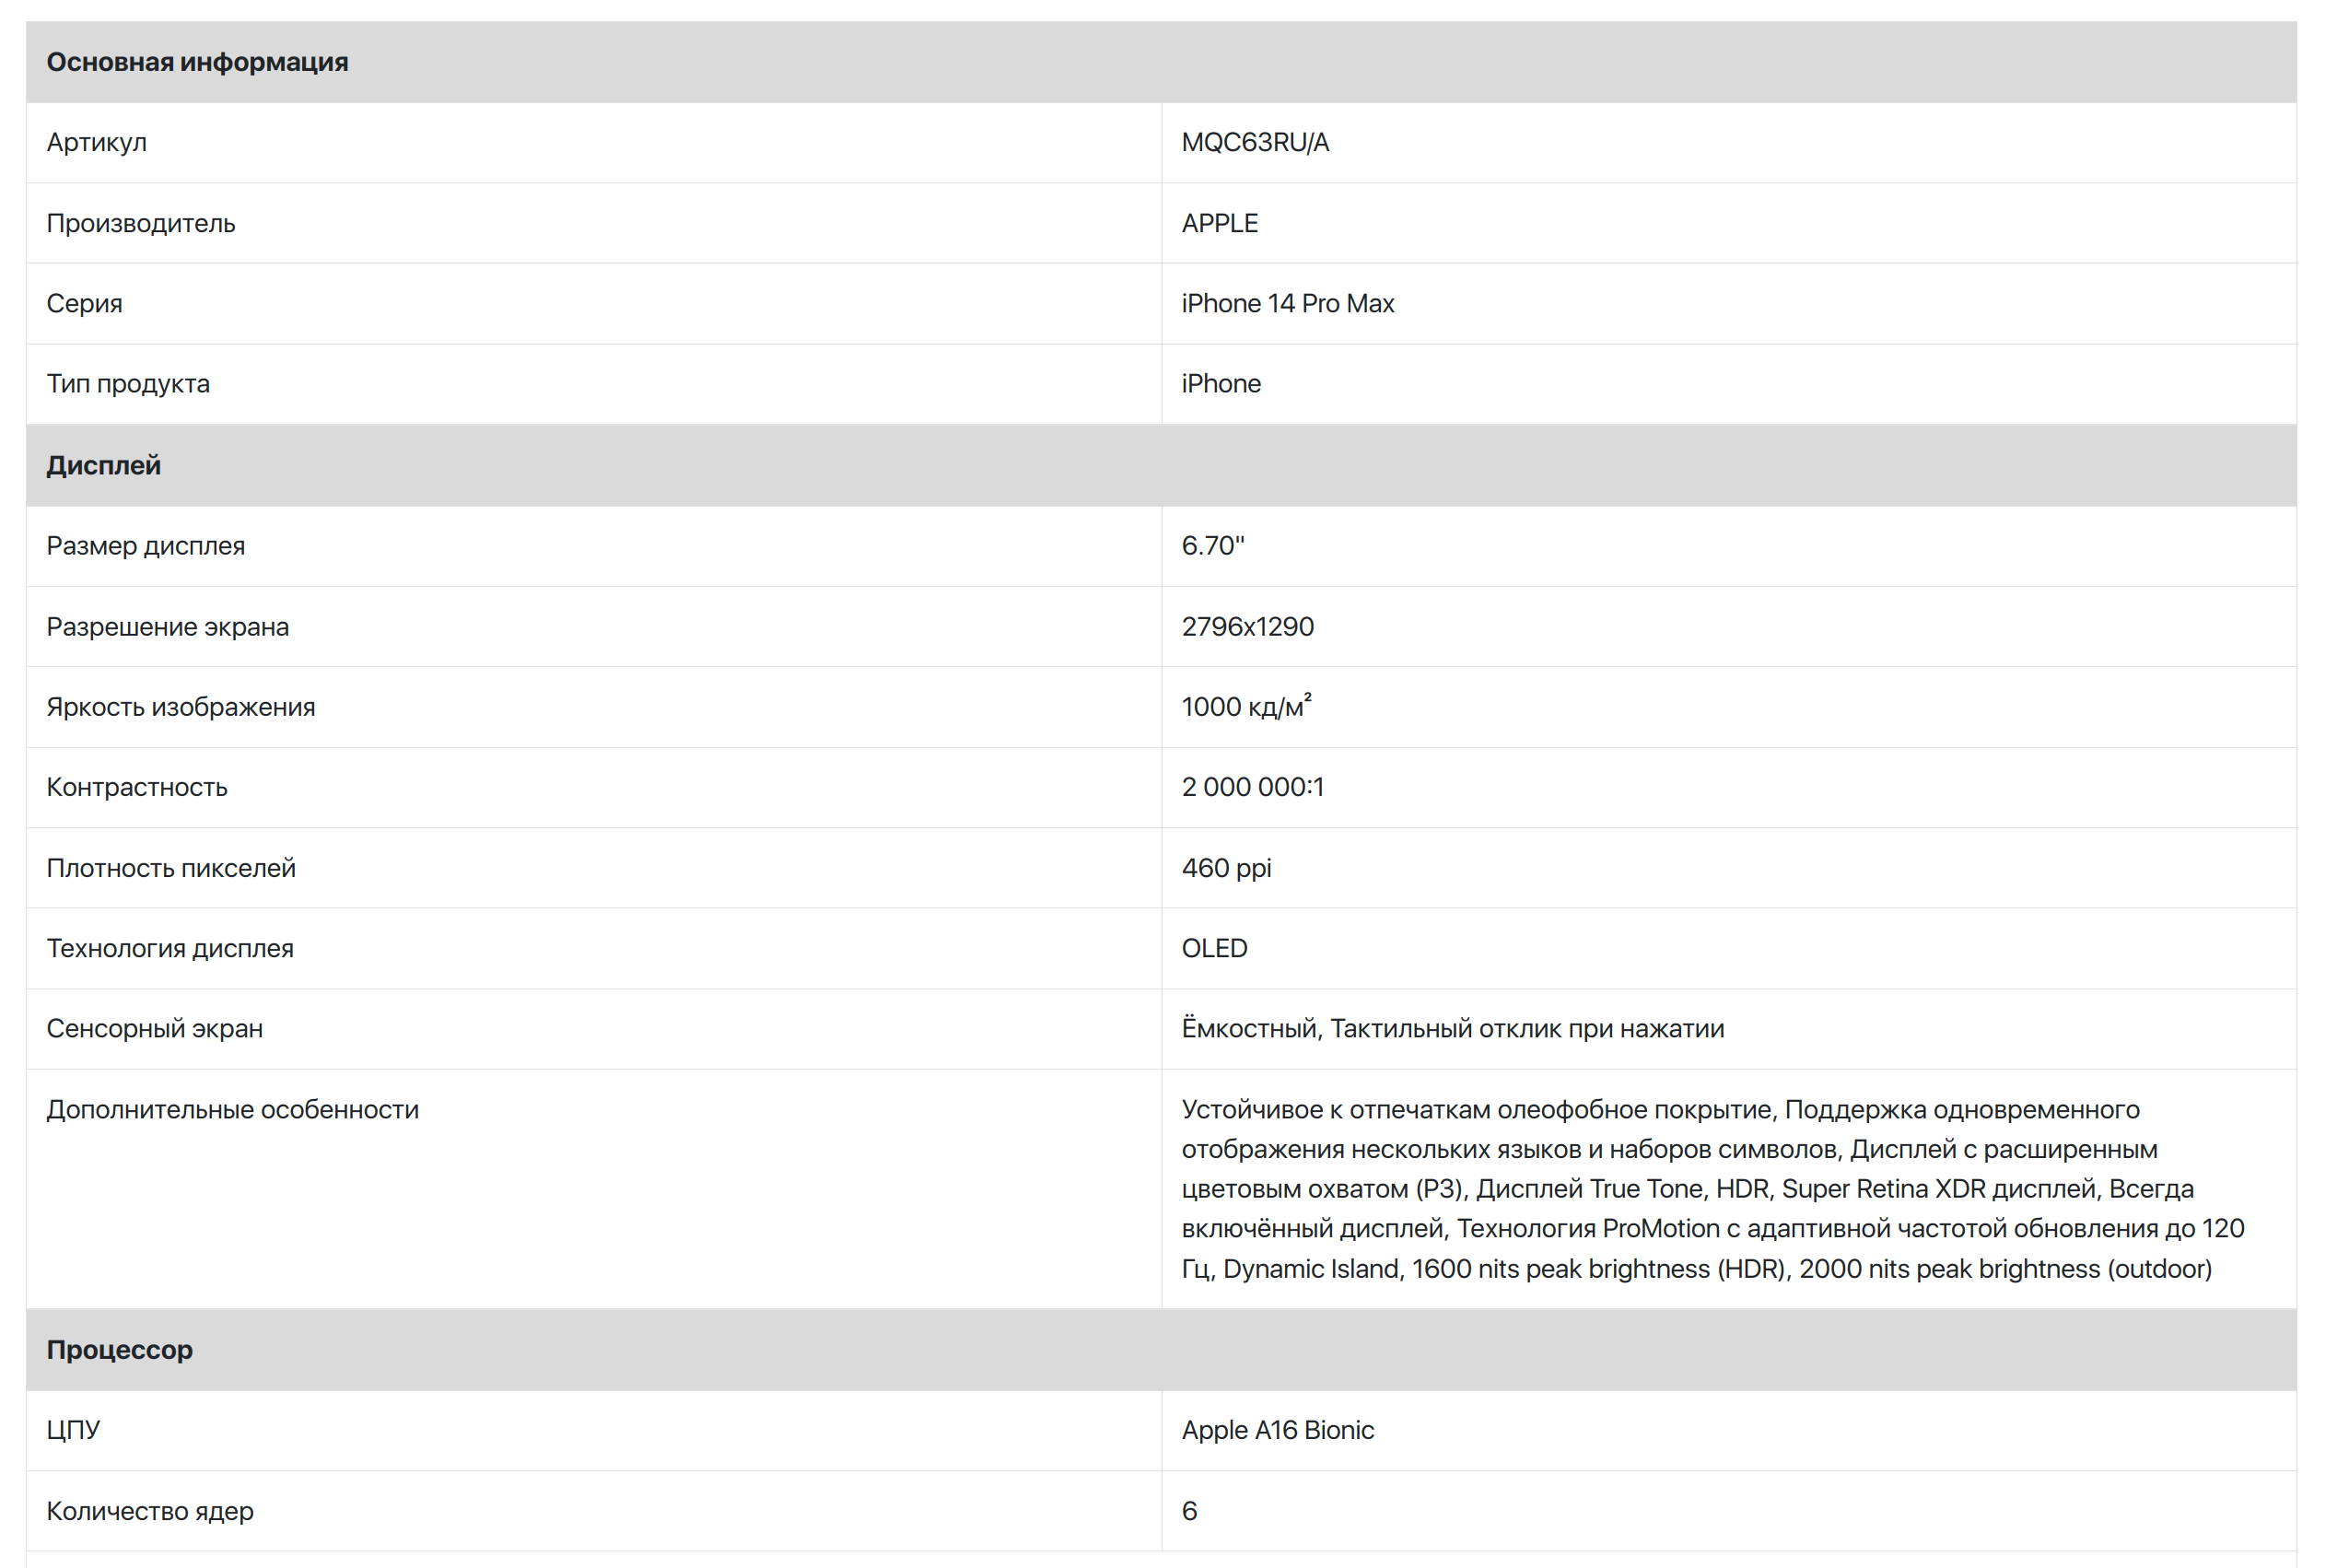 Основная информация
Артикул
MQC63RU/A
Производитель
APPLE
Серия
iPhone 14 Pro Max
Тип продукта
iPhone
Дисплей
Размер дисплея
6.70"
Разрешение экрана
2796x1290
Яркость изображения
1000 кд/м²
Контрастность
2 000 000:1
Плотность пикселей
460 ppi
Технология дисплея
OLED
Сенсорный экран
Ёмкостный, Тактильный отклик при нажатии
Дополнительные особенности
Устойчивое к отпечаткам олеофобное покрытие, Поддержка одновременного
отображения нескольких языков и наборов символов, Дисплей с расширенным
цветовым охватом (P3), Дисплей True Tone, HDR, Super Retina XDR дисплей, Всегда
включённый дисплей, Технология ProMotion с адаптивной частотой обновления до 120
Гц, Dynamic Island, 1600 nits peak brightness (HDR), 2000 nits peak brightness (outdoor)
Процессор
ЦПУ
Apple A16 Bionic
Количество ядер
6